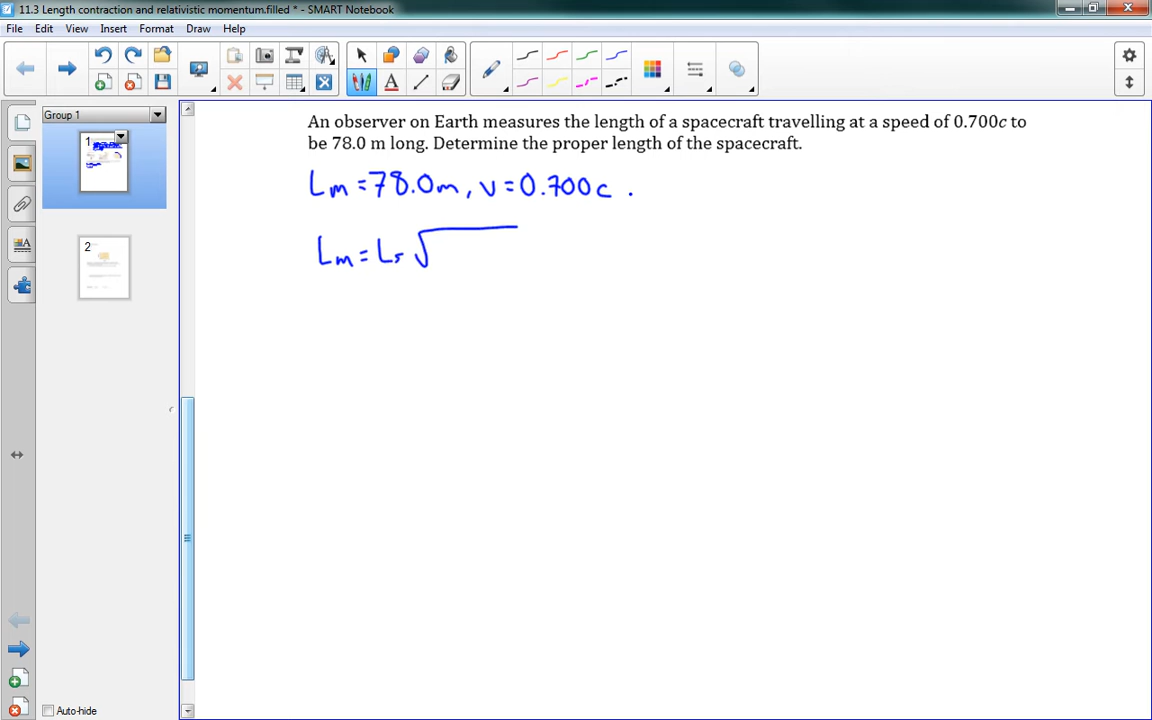 11.3 Length contraction and relativistic momentum.filled * - SMART Notebook
File Edit View Insert Format Draw Help
Group 1
1
2
An observer on Earth measures the length of a spacecraft travelling at a speed of 0.700c to
be 78.0 m long. Determine the proper length of the spacecraft.
Lm = 78.0m, v = 0.700c .
Lm = Ls √
Auto-hide